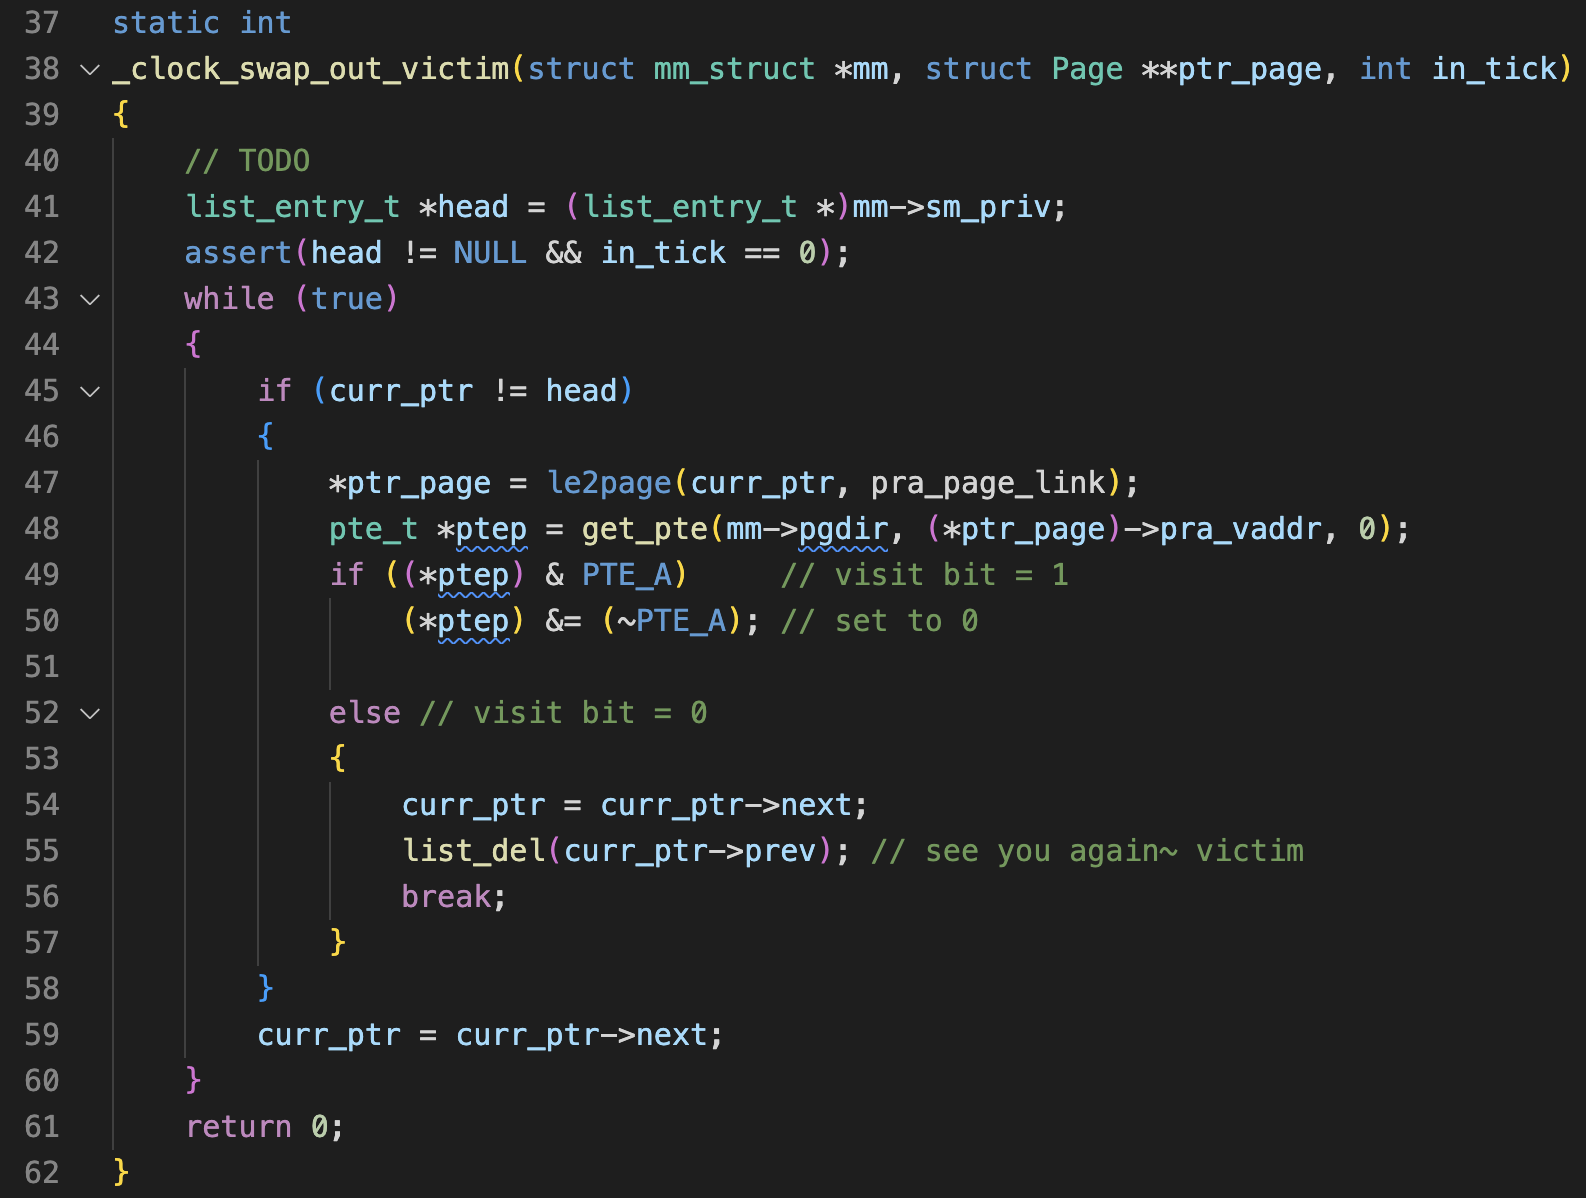 37 static int
38 _clock_swap_out_victim(struct mm_struct *mm, struct Page **ptr_page, int in_tick)
39 {
40     // TODO
41     list_entry_t *head = (list_entry_t *)mm->sm_priv;
42     assert(head != NULL && in_tick == 0);
43     while (true)
44     {
45         if (curr_ptr != head)
46         {
47             *ptr_page = le2page(curr_ptr, pra_page_link);
48             pte_t *ptep = get_pte(mm->pgdir, (*ptr_page)->pra_vaddr, 0);
49             if ((*ptep) & PTE_A)     // visit bit = 1
50                 (*ptep) &= (~PTE_A); // set to 0
51
52             else // visit bit = 0
53             {
54                 curr_ptr = curr_ptr->next;
55                 list_del(curr_ptr->prev); // see you again~ victim
56                 break;
57             }
58         }
59         curr_ptr = curr_ptr->next;
60     }
61     return 0;
62 }